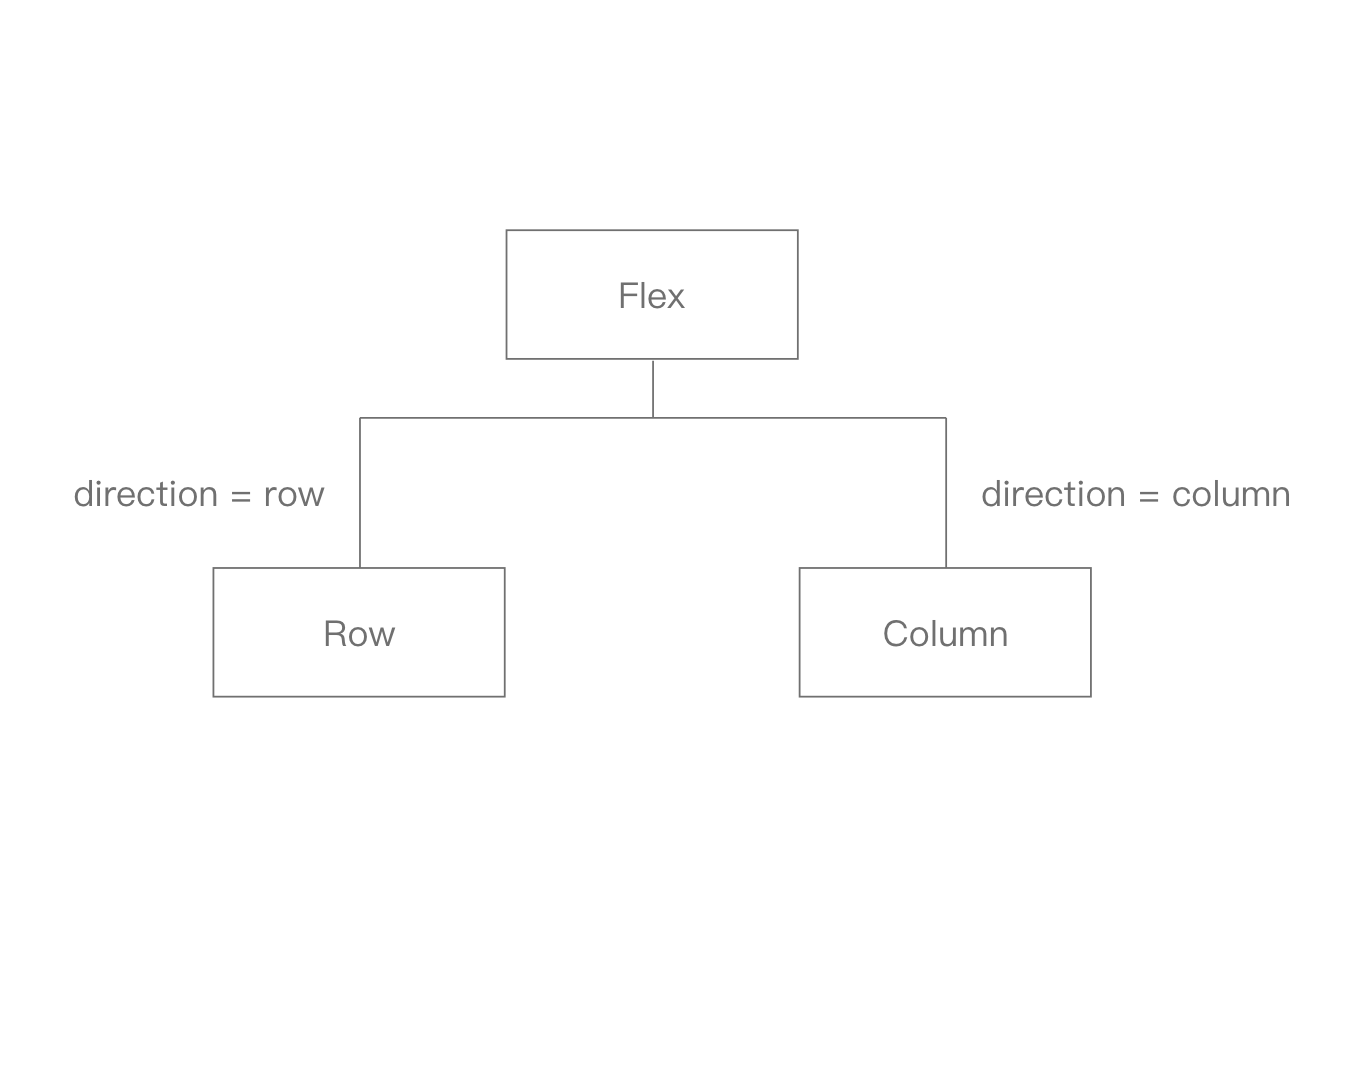 Flex
direction = row
direction = column
Row
Column